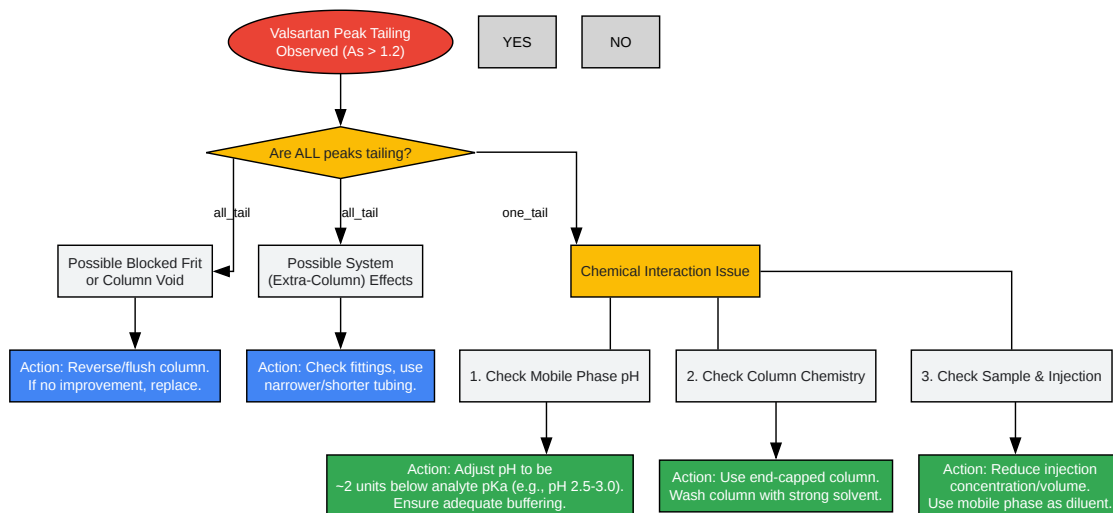 Valsartan Peak Tailing
Observed (As > 1.2)
YES
NO
Are ALL peaks tailing?
all_tail
all_tail
one_tail
Possible Blocked Frit
or Column Void
Possible System
(Extra-Column) Effects
Chemical Interaction Issue
Action: Reverse/flush column.
If no improvement, replace.
Action: Check fittings, use
narrower/shorter tubing.
1. Check Mobile Phase pH
2. Check Column Chemistry
3. Check Sample & Injection
Action: Adjust pH to be
~2 units below analyte pKa (e.g., pH 2.5-3.0).
Ensure adequate buffering.
Action: Use end-capped column.
Wash column with strong solvent.
Action: Reduce injection
concentration/volume.
Use mobile phase as diluent.